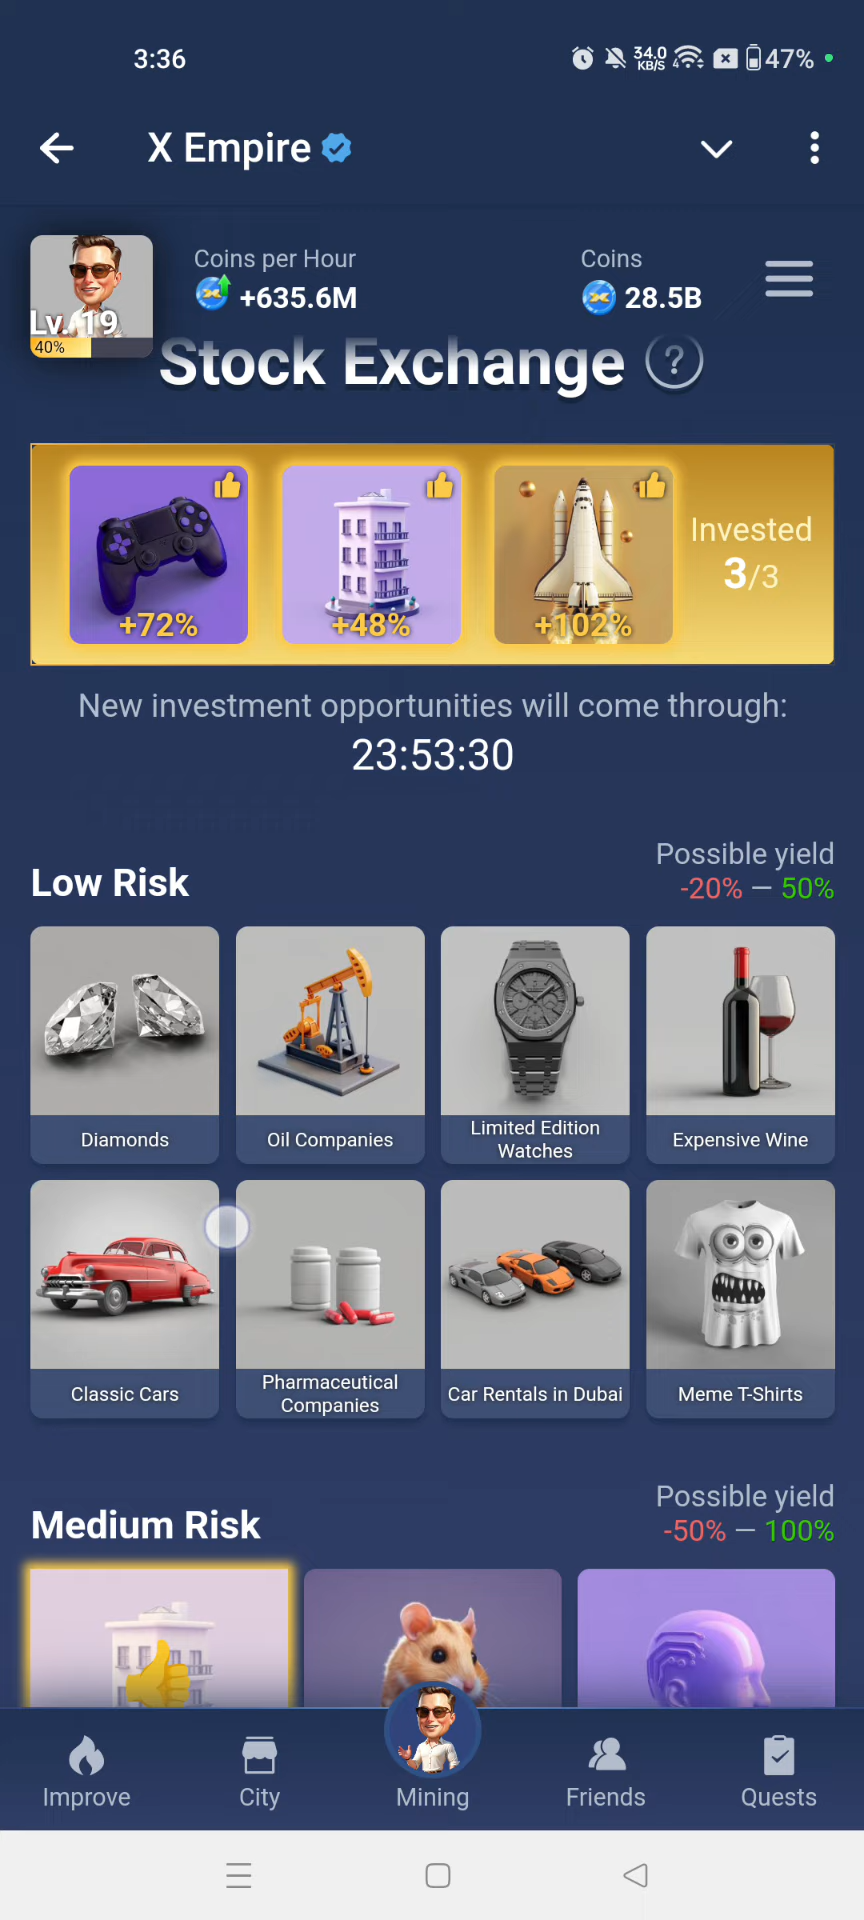 3:36
34.0
KB/S
4
47%
X Empire
Coins per Hour
+635.6M
Coins
28.5B
Lv. 19
40%
Stock Exchange ?
+72%
+48%
+102%
Invested
3/3
New investment opportunities will come through:
23:53:30
Low Risk
Possible yield
-20% — 50%
Diamonds
Oil Companies
Limited Edition
Watches
Expensive Wine
Classic Cars
Pharmaceutical
Companies
Car Rentals in Dubai
Meme T-Shirts
Medium Risk
Possible yield
-50% — 100%
Improve
City
Mining
Friends
Quests